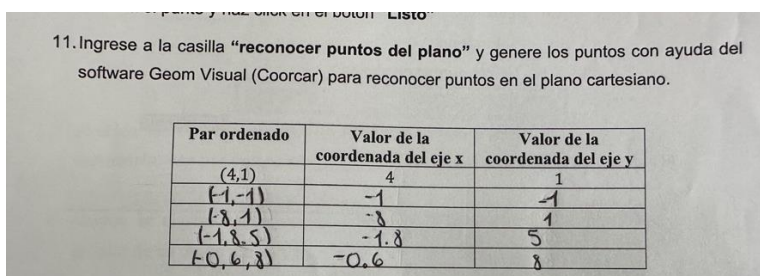 "Listo"
11. Ingrese a la casilla “reconocer puntos del plano” y genere los puntos con ayuda del
software Geom Visual (Coorcar) para reconocer puntos en el plano cartesiano.
Par ordenado Valor de la coordenada del eje x Valor de la coordenada del eje y
(4,1) 4 1
(-1,-1) -1 -1
(-8,1) -8 1
(-1,8.5) -1.8 5
(-0,6,8) -0.6 8